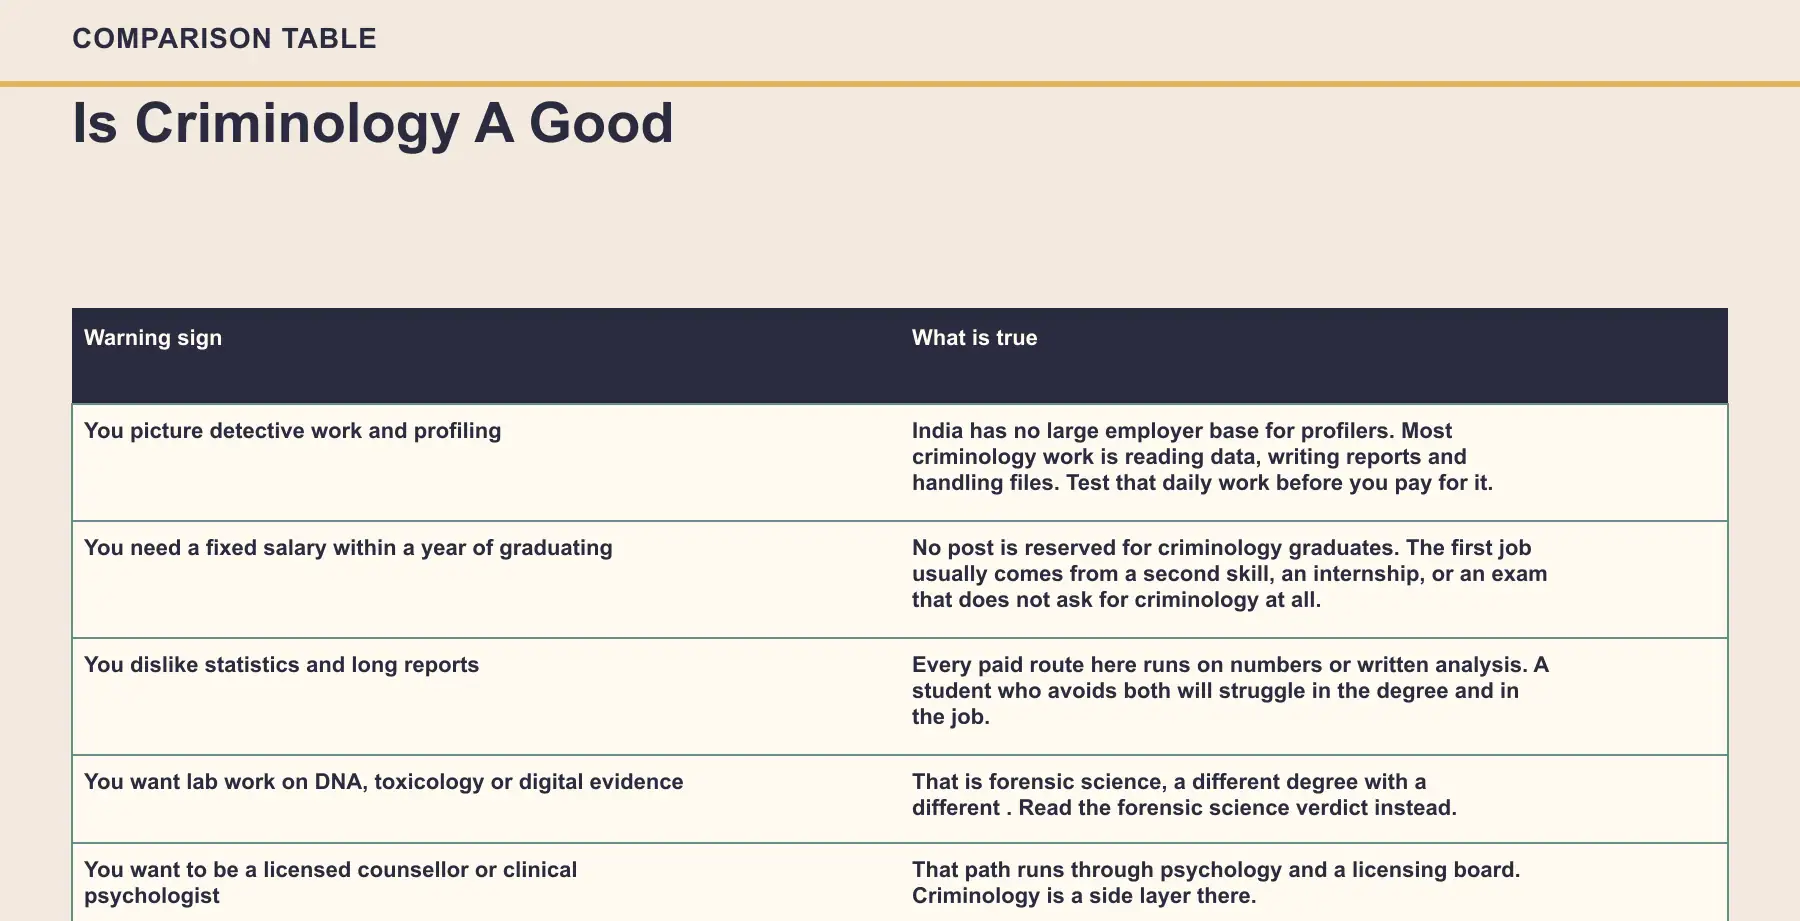 COMPARISON TABLE
Is Criminology A Good
Warning sign
What is true
You picture detective work and profiling
India has no large employer base for profilers. Most
criminology work is reading data, writing reports and
handling files. Test that daily work before you pay for it.
You need a fixed salary within a year of graduating
No post is reserved for criminology graduates. The first job
usually comes from a second skill, an internship, or an exam
that does not ask for criminology at all.
You dislike statistics and long reports
Every paid route here runs on numbers or written analysis. A
student who avoids both will struggle in the degree and in
the job.
You want lab work on DNA, toxicology or digital evidence
That is forensic science, a different degree with a
different . Read the forensic science verdict instead.
You want to be a licensed counsellor or clinical
psychologist
That path runs through psychology and a licensing board.
Criminology is a side layer there.